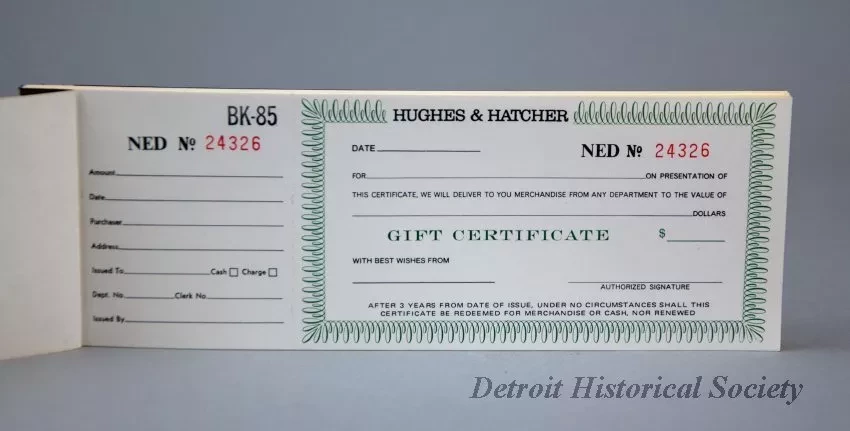 BK-85
NED Nº 24326
Amount
Date
Purchaser
Address
Issued To Cash Charge
Dept. No. Clerk No.
Issued By
HUGHES & HATCHER
DATE NED Nº 24326
FOR ON PRESENTATION OF
THIS CERTIFICATE, WE WILL DELIVER TO YOU MERCHANDISE FROM ANY DEPARTMENT TO THE VALUE OF
DOLLARS
GIFT CERTIFICATE $
WITH BEST WISHES FROM
AUTHORIZED SIGNATURE
AFTER 3 YEARS FROM DATE OF ISSUE, UNDER NO CIRCUMSTANCES SHALL THIS
CERTIFICATE BE REDEEMED FOR MERCHANDISE OR CASH, NOR RENEWED
Detroit Historical Society